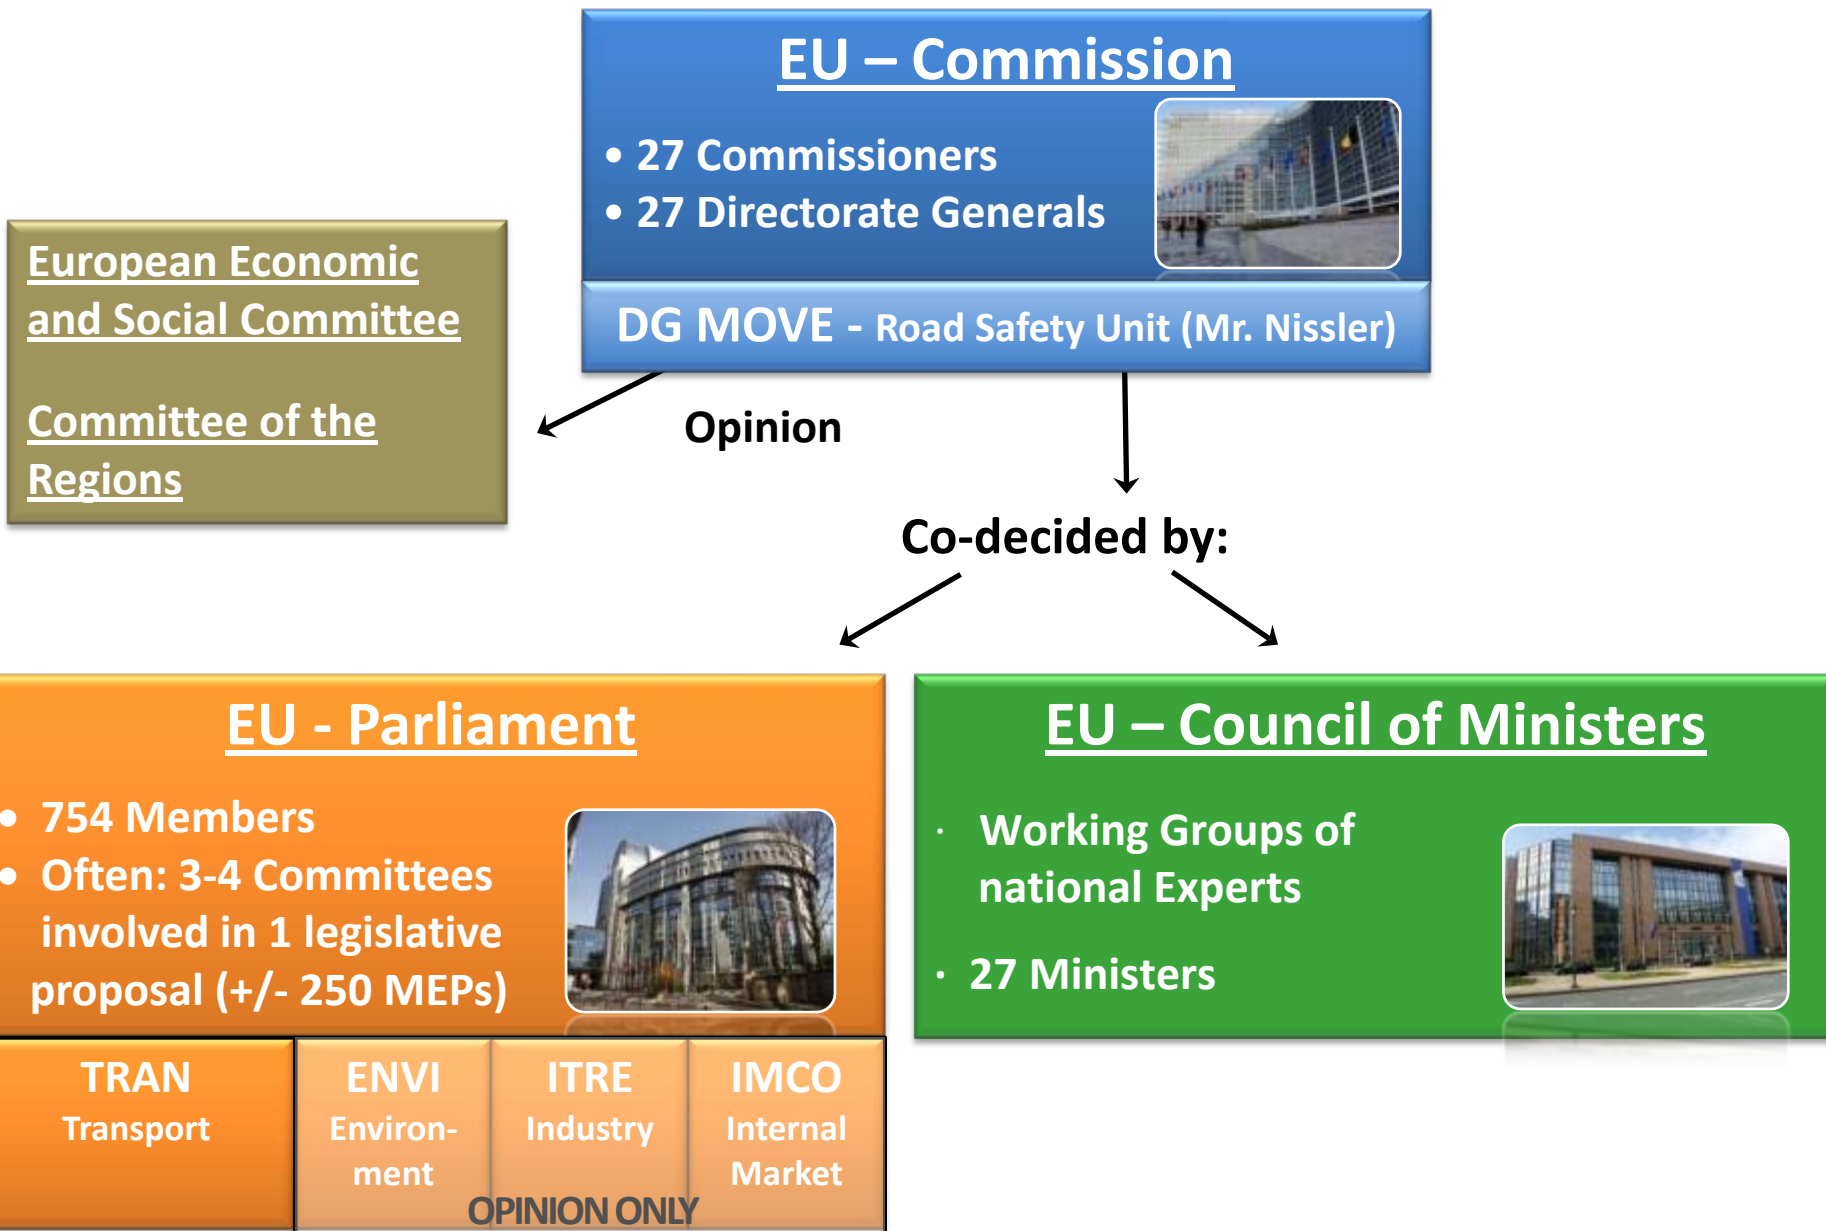 EU – Commission
• 27 Commissioners
• 27 Directorate Generals
DG MOVE - Road Safety Unit (Mr. Nissler)
European Economic
and Social Committee
Committee of the
Regions
Opinion
Co-decided by:
EU - Parliament
• 754 Members
• Often: 3-4 Committees
involved in 1 legislative
proposal (+/- 250 MEPs)
EU – Council of Ministers
· Working Groups of
national Experts
· 27 Ministers
TRAN
Transport
ENVI
Environ-
ment
ITRE
Industry
IMCO
Internal
Market
OPINION ONLY